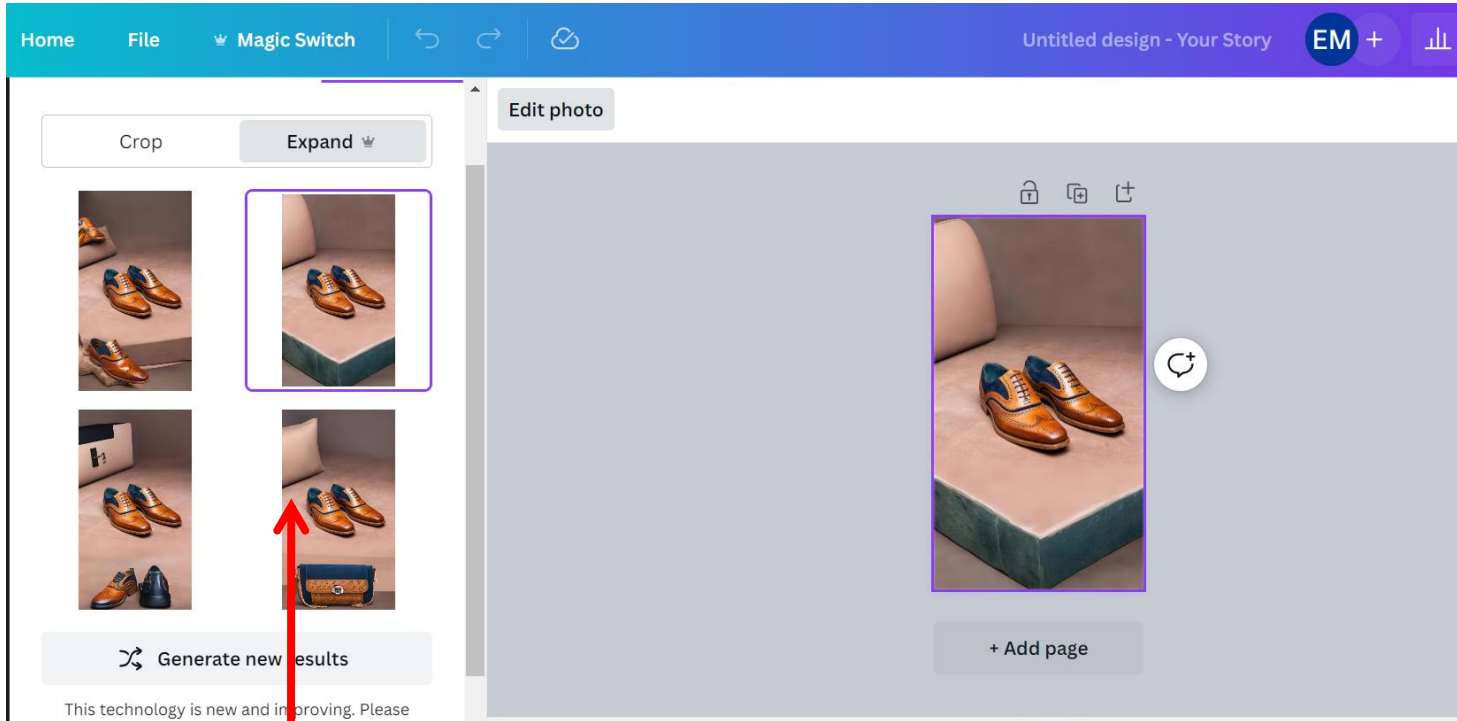 Home File Magic Switch Untitled design - Your Story EM +
Edit photo
Crop Expand
+ Add page
Generate new results
This technology is new and improving. Please